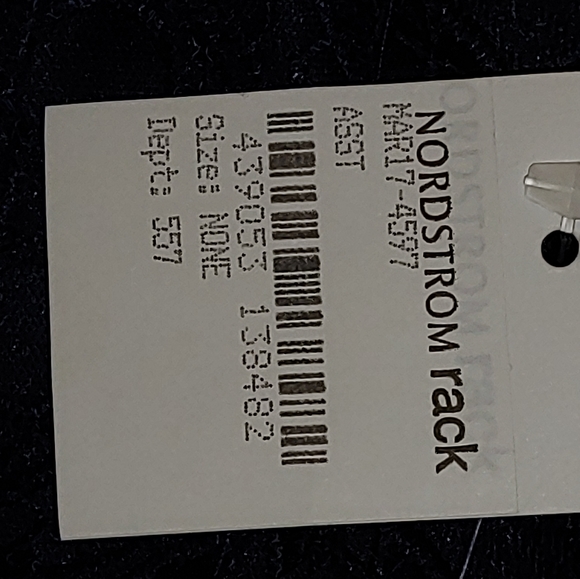 NORDSTROM rack
MAR17-4597
ASST
439053 138482
Size: NONE
Dept: 557